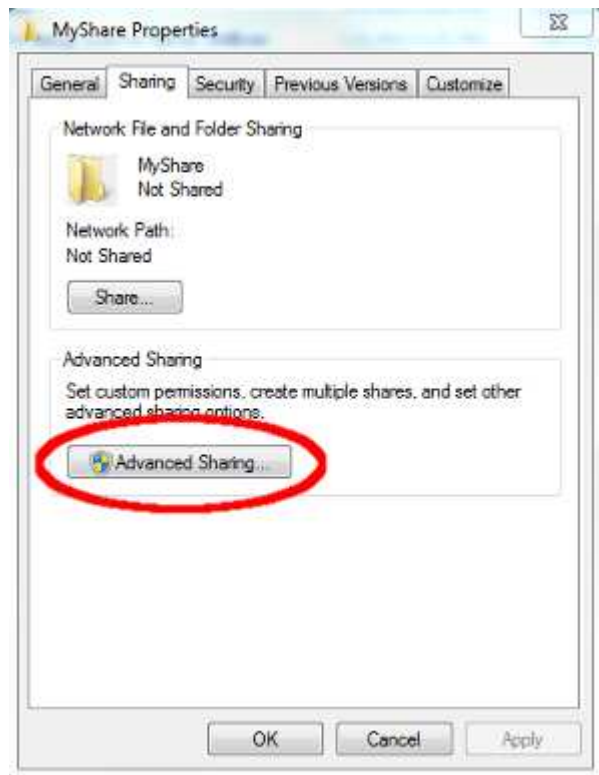 MyShare Properties
General Sharing Security Previous Versions Customize
Network File and Folder Sharing
MyShare
Not Shared
Network Path:
Not Shared
Share...
Advanced Sharing
Set custom permissions, create multiple shares, and set other
advanced sharing options.
Advanced Sharing...
OK Cancel Apply